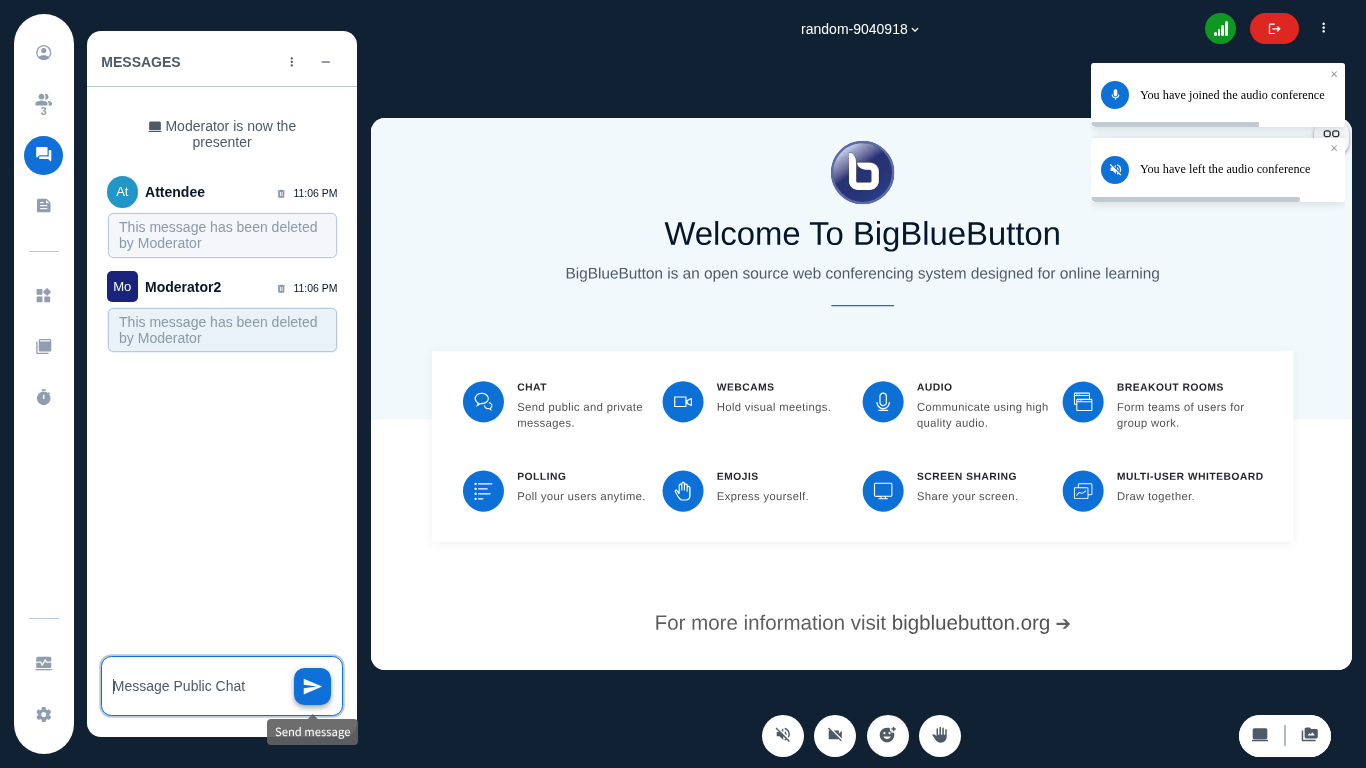 random-9040918
3
MESSAGES
Moderator is now the
presenter
At Attendee 11:06 PM
This message has been deleted
by Moderator
Mo Moderator2 11:06 PM
This message has been deleted
by Moderator
Message Public Chat
Send message
You have joined the audio conference
You have left the audio conference
Welcome To BigBlueButton
BigBlueButton is an open source web conferencing system designed for online learning
CHAT
Send public and private
messages.
WEBCAMS
Hold visual meetings.
AUDIO
Communicate using high
quality audio.
BREAKOUT ROOMS
Form teams of users for
group work.
POLLING
Poll your users anytime.
EMOJIS
Express yourself.
SCREEN SHARING
Share your screen.
MULTI-USER WHITEBOARD
Draw together.
For more information visit bigbluebutton.org ➔